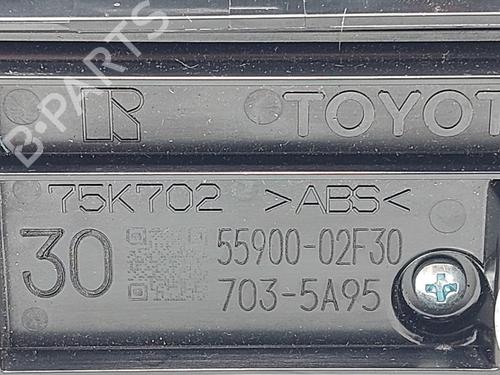 B-PARTS
R TOYOT
75K702 >ABS<
30 55900-02F30
703-5A95